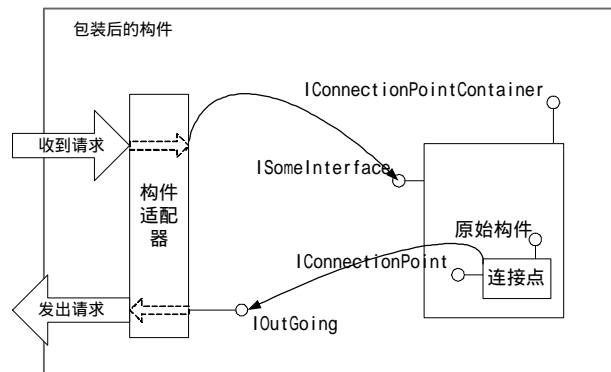 包装后的构件
IConnectionPointContainer
收到请求
ISomeInterface
构件
适配
器
原始构件
IConnectionPoint
连接点
发出请求
IOutGoing